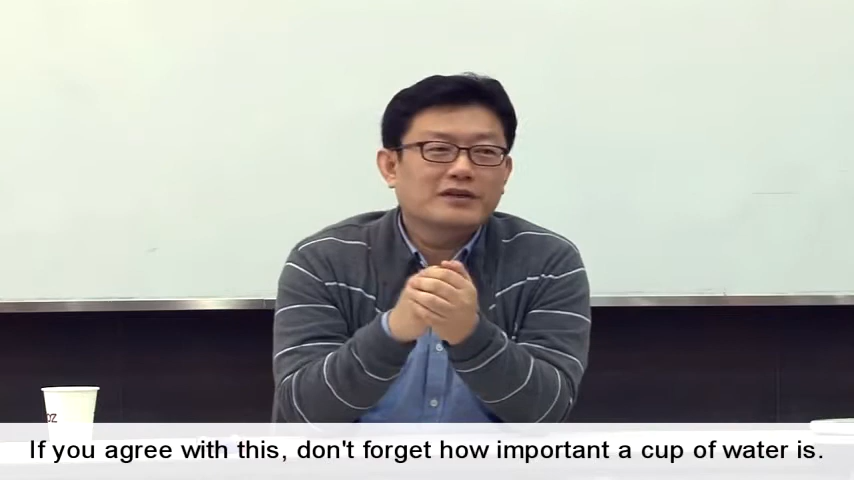 If you agree with this, don't forget how important a cup of water is.